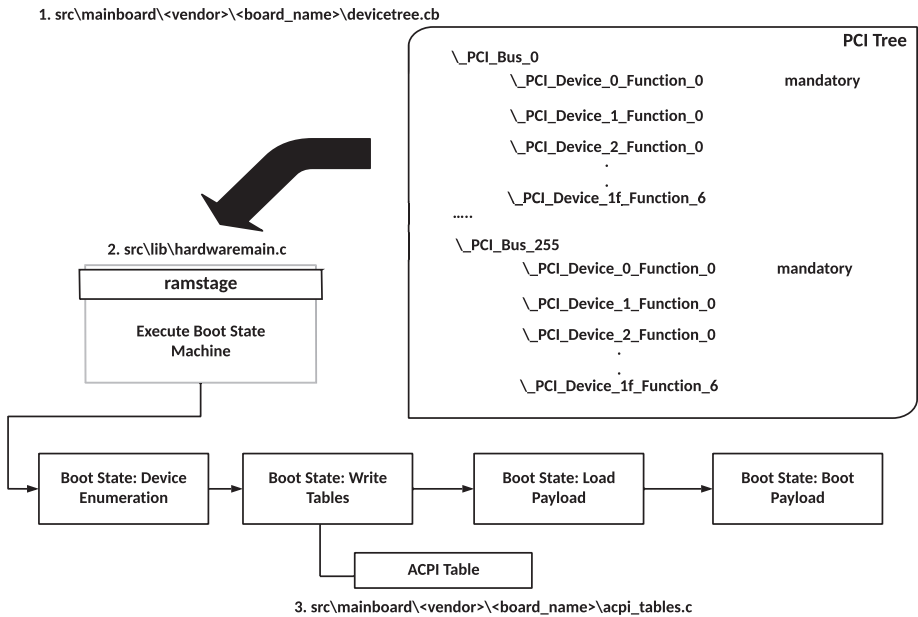 1. src\mainboard\<vendor>\<board_name>\devicetree.cb
PCI Tree
\_PCI_Bus_0
\_PCI_Device_0_Function_0 mandatory
\_PCI_Device_1_Function_0
\_PCI_Device_2_Function_0
.
.
\_PCI_Device_1f_Function_6
.....
\_PCI_Bus_255
\_PCI_Device_0_Function_0 mandatory
\_PCI_Device_1_Function_0
\_PCI_Device_2_Function_0
.
.
\_PCI_Device_1f_Function_6
2. src\lib\hardwaremain.c
ramstage
Execute Boot State
Machine
Boot State: Device
Enumeration
Boot State: Write
Tables
Boot State: Load
Payload
Boot State: Boot
Payload
ACPI Table
3. src\mainboard\<vendor>\<board_name>\acpi_tables.c